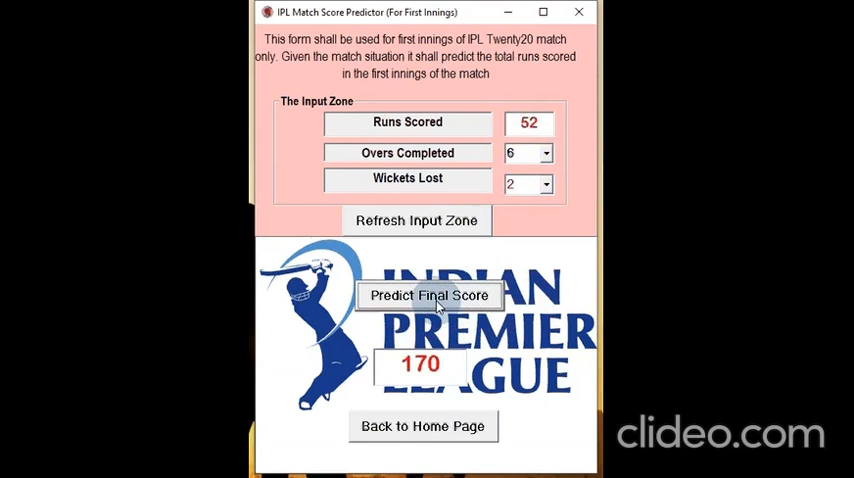 IPL Match Score Predictor (For First Innings)
This form shall be used for first innings of IPL Twenty20 match
only. Given the match situation it shall predict the total runs scored
in the first innings of the match
The Input Zone
Runs Scored 52
Overs Completed 6
Wickets Lost 2
Refresh Input Zone
INDIAN
Predict Final Score
PREMIER
170
LEAGUE
Back to Home Page
clideo.com